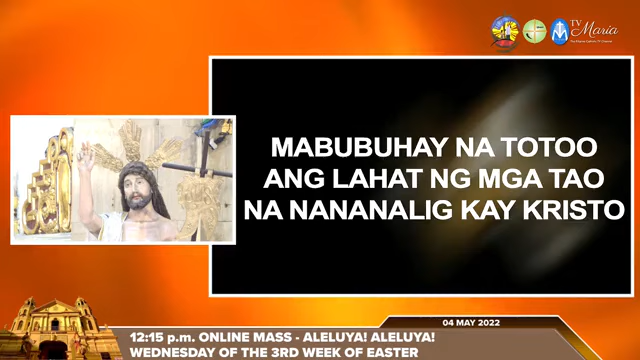 TV
Maria
MABUBUHAY NA TOTOO
ANG LAHAT NG MGA TAO
NA NANANALIG KAY KRISTO
04 MAY 2022
12:15 p.m. ONLINE MASS - ALELUYA! ALELUYA!
WEDNESDAY OF THE 3RD WEEK OF EASTER